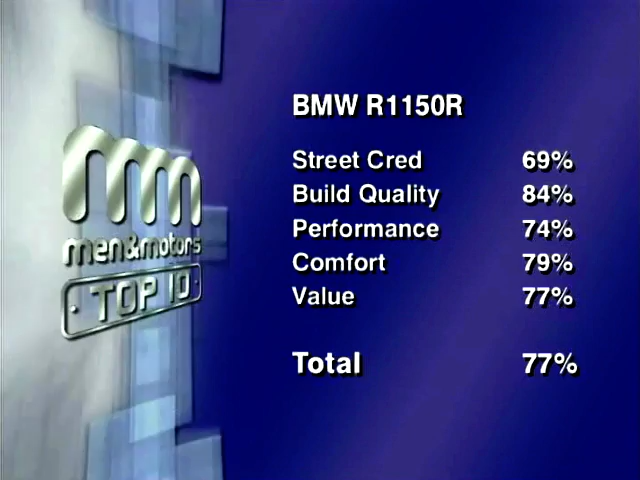 BMW R1150R
Street Cred 69%
Build Quality 84%
Performance 74%
Comfort 79%
Value 77%
Total 77%
men&motors
TOP 10